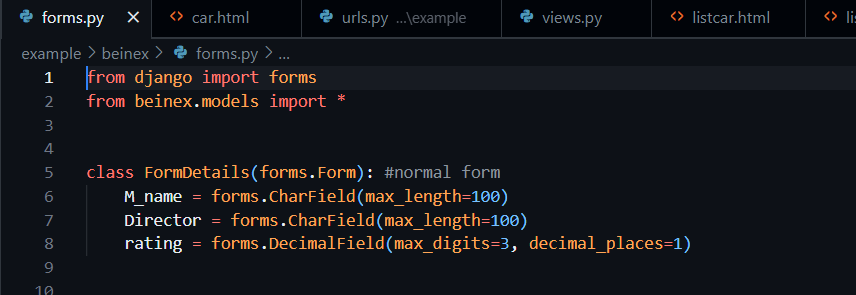 forms.py × car.html urls.py ...\example views.py listcar.html
example > beinex > forms.py > ...
1 from django import forms
2 from beinex.models import *
3
4
5 class FormDetails(forms.Form): #normal form
6 M_name = forms.CharField(max_length=100)
7 Director = forms.CharField(max_length=100)
8 rating = forms.DecimalField(max_digits=3, decimal_places=1)
9
10